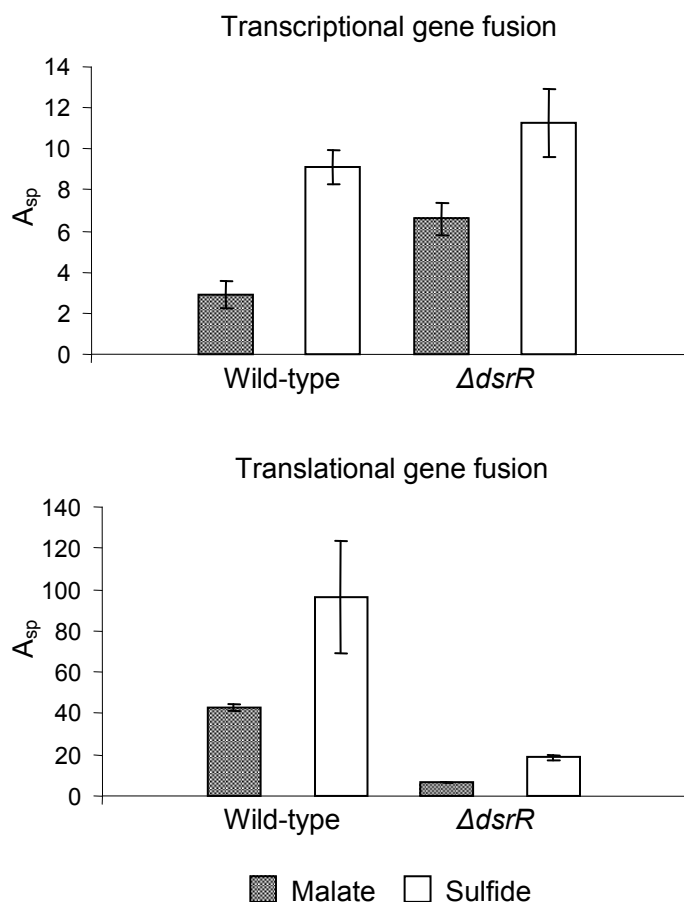 Transcriptional gene fusion
14
12
10
8
6
4
2
0
Asp
Wild-type ΔdsrR
Translational gene fusion
140
120
100
80
60
40
20
0
Asp
Wild-type ΔdsrR
Malate Sulfide